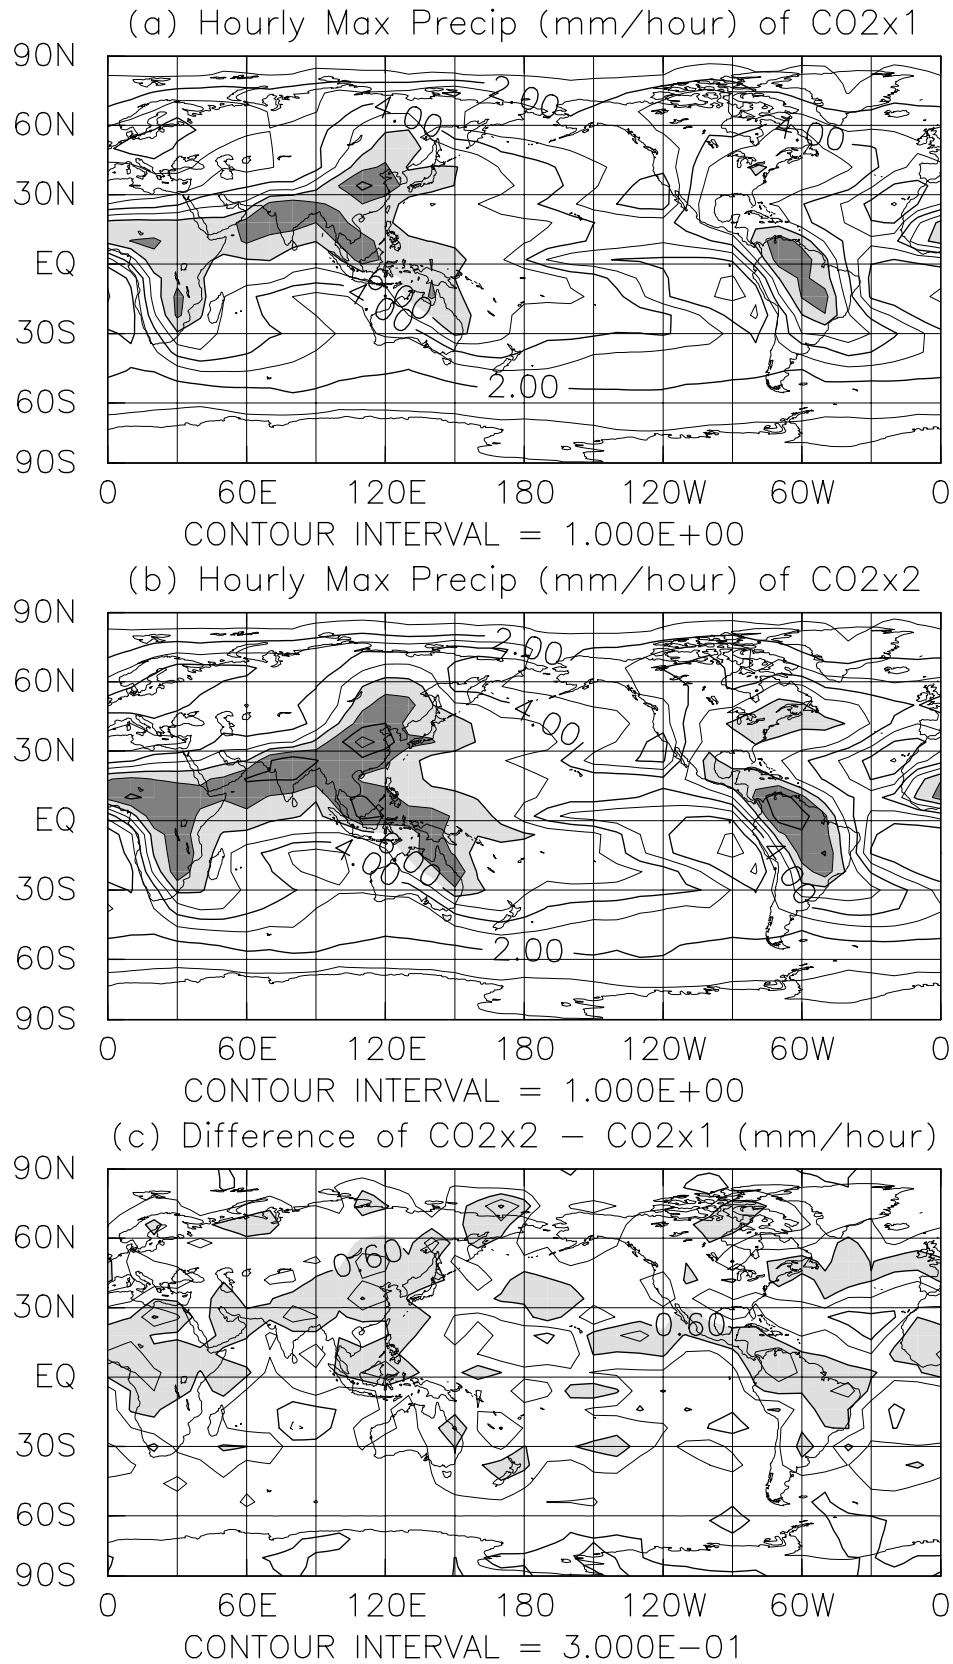 (a) Hourly Max Precip (mm/hour) of CO2x1
90N
2.00
4.00
60N
4.00
30N
EQ
30S
2.00
60S
90S
0 60E 120E 180 120W 60W 0
CONTOUR INTERVAL = 1.000E+00
(b) Hourly Max Precip (mm/hour) of CO2x2
90N
2.00
60N
4.00
30N
EQ
30S
2.00
60S
90S
0 60E 120E 180 120W 60W 0
CONTOUR INTERVAL = 1.000E+00
(c) Difference of CO2x2 − CO2x1 (mm/hour)
90N
60N
0.60
30N
0.60
EQ
30S
60S
90S
0 60E 120E 180 120W 60W 0
CONTOUR INTERVAL = 3.000E−01